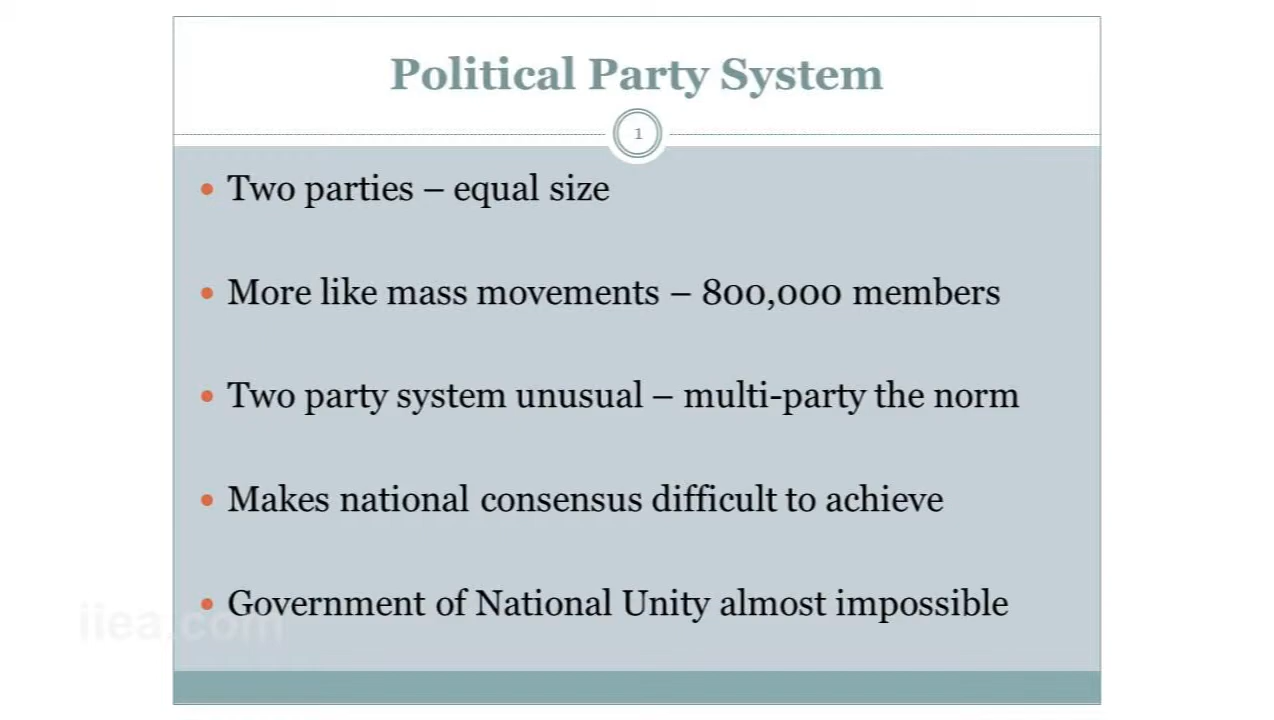 Political Party System
1
• Two parties – equal size
• More like mass movements – 800,000 members
• Two party system unusual – multi-party the norm
• Makes national consensus difficult to achieve
• Government of National Unity almost impossible
iiea.com